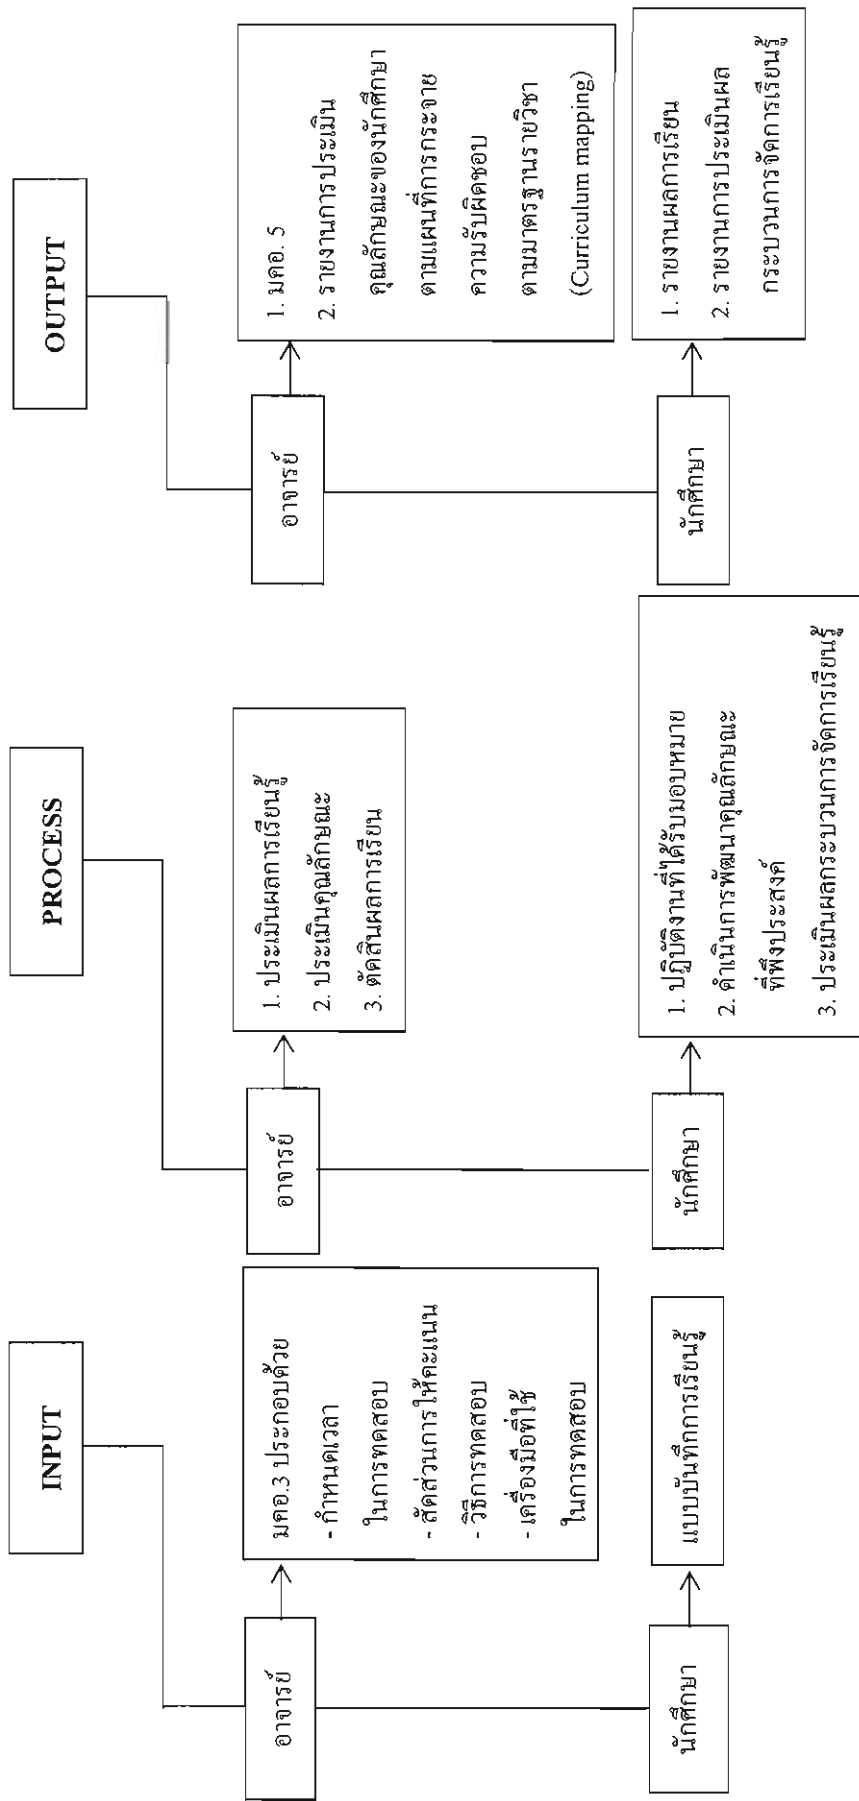 INPUT
อาจารย์
มคอ.3 ประกอบด้วย
- กำหนดเวลา
ในการทดสอบ
- สัดส่วนการให้คะแนน
- วิธีการทดสอบ
- เครื่องมือที่ใช้
ในการทดสอบ
นักศึกษา
แบบบันทึกการเรียนรู้
PROCESS
อาจารย์
1. ประเมินผลการเรียนรู้
2. ประเมินคุณลักษณะ
3. ตัดสินผลการเรียน
นักศึกษา
1. ปฏิบัติงานที่ได้รับมอบหมาย
2. ดำเนินการพัฒนาคุณลักษณะ
ที่พึงประสงค์
3. ประเมินผลกระบวนการจัดการเรียนรู้
OUTPUT
อาจารย์
1. มคอ. 5
2. รายงานการประเมิน
คุณลักษณะของนักศึกษา
ตามแผนที่การกระจาย
ความรับผิดชอบ
ตามมาตรฐานรายวิชา
(Curriculum mapping)
นักศึกษา
1. รายงานผลการเรียน
2. รายงานการประเมินผล
กระบวนการจัดการเรียนรู้